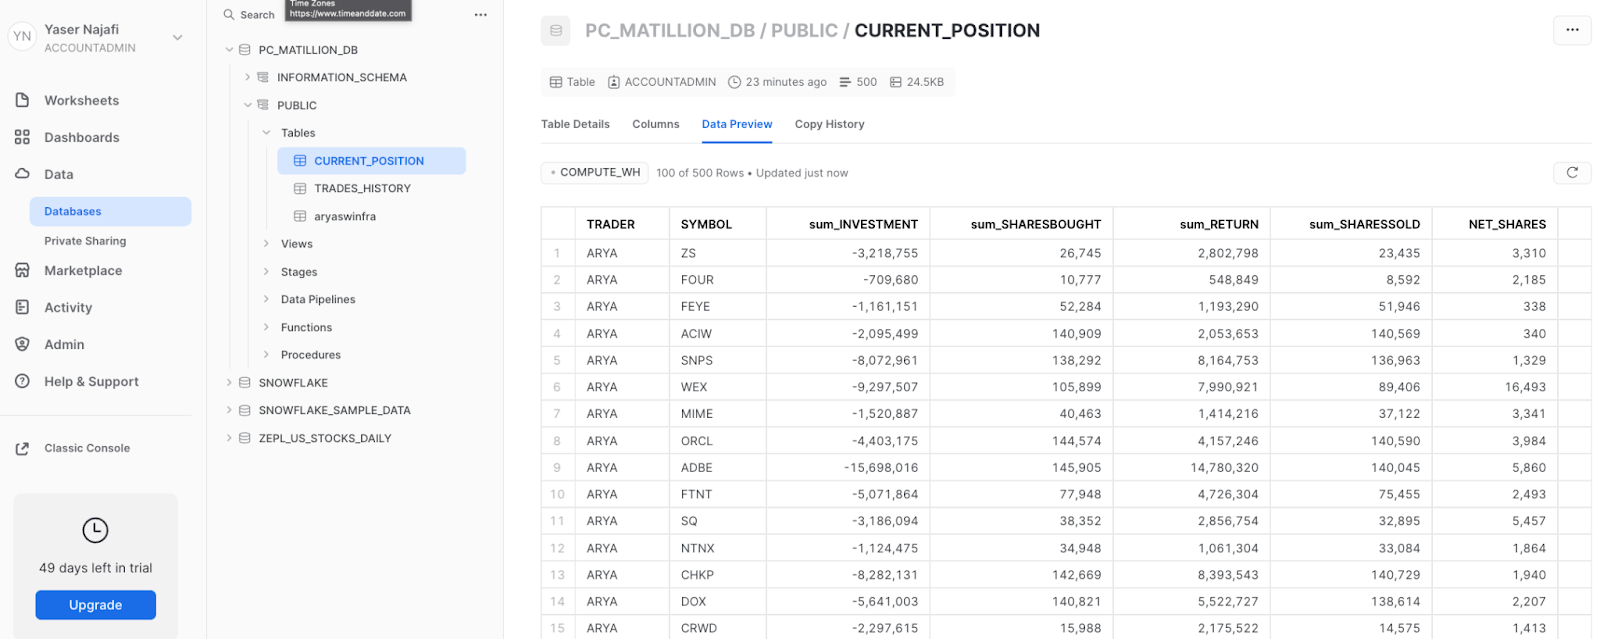 YN
Yaser Najafi
ACCOUNTADMIN
Worksheets
Dashboards
Data
Databases
Private Sharing
Marketplace
Activity
Admin
Help & Support
Classic Console
49 days left in trial
Upgrade
Search
Time Zones
https://www.timeanddate.com
PC_MATILLION_DB
INFORMATION_SCHEMA
PUBLIC
Tables
CURRENT_POSITION
TRADES_HISTORY
aryaswinfra
Views
Stages
Data Pipelines
Functions
Procedures
SNOWFLAKE
SNOWFLAKE_SAMPLE_DATA
ZEPL_US_STOCKS_DAILY
PC_MATILLION_DB / PUBLIC / CURRENT_POSITION
Table ACCOUNTADMIN 23 minutes ago 500 24.5KB
Table Details Columns Data Preview Copy History
COMPUTE_WH 100 of 500 Rows • Updated just now
TRADER SYMBOL sum_INVESTMENT sum_SHARESBOUGHT sum_RETURN sum_SHARESSOLD NET_SHARES
1 ARYA ZS -3,218,755 26,745 2,802,798 23,435 3,310
2 ARYA FOUR -709,680 10,777 548,849 8,592 2,185
3 ARYA FEYE -1,161,151 52,284 1,193,290 51,946 338
4 ARYA ACIW -2,095,499 140,909 2,053,653 140,569 340
5 ARYA SNPS -8,072,961 138,292 8,164,753 136,963 1,329
6 ARYA WEX -9,297,507 105,899 7,990,921 89,406 16,493
7 ARYA MIME -1,520,887 40,463 1,414,216 37,122 3,341
8 ARYA ORCL -4,403,175 144,574 4,157,246 140,590 3,984
9 ARYA ADBE -15,698,016 145,905 14,780,320 140,045 5,860
10 ARYA FTNT -5,071,864 77,948 4,726,304 75,455 2,493
11 ARYA SQ -3,186,094 38,352 2,856,754 32,895 5,457
12 ARYA NTNX -1,124,475 34,948 1,061,304 33,084 1,864
13 ARYA CHKP -8,282,131 142,669 8,393,543 140,729 1,940
14 ARYA DOX -5,641,003 140,821 5,522,727 138,614 2,207
15 ARYA CRWD -2,297,615 15,988 2,175,522 14,575 1,413